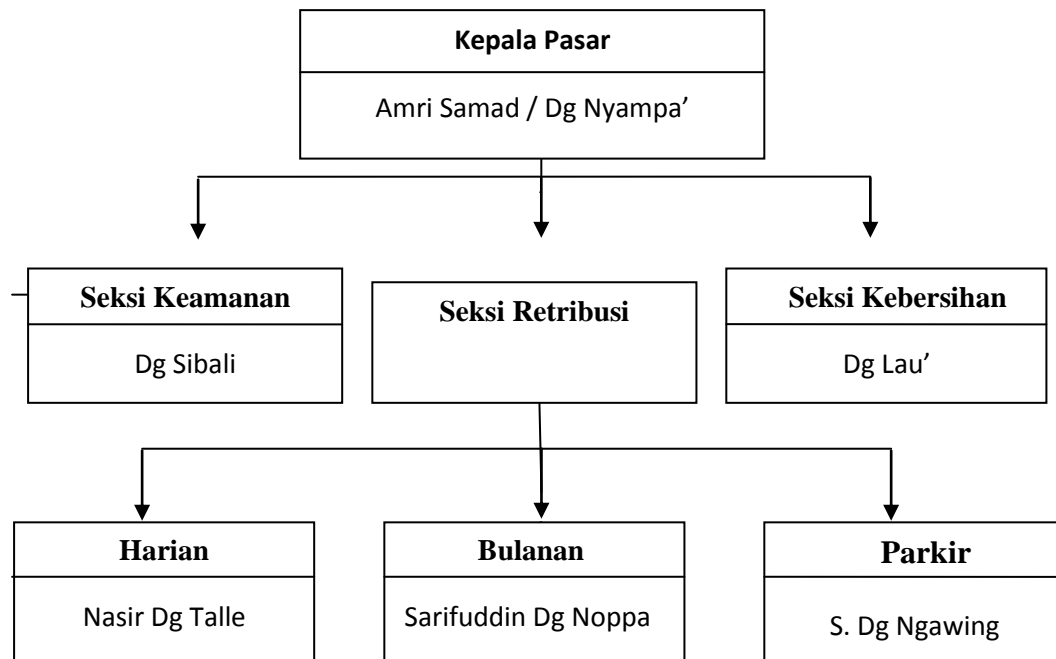 Kepala Pasar
Amri Samad / Dg Nyampa’
Seksi Keamanan
Dg Sibali
Seksi Retribusi
Seksi Kebersihan
Dg Lau’
Harian
Nasir Dg Talle
Bulanan
Sarifuddin Dg Noppa
Parkir
S. Dg Ngawing